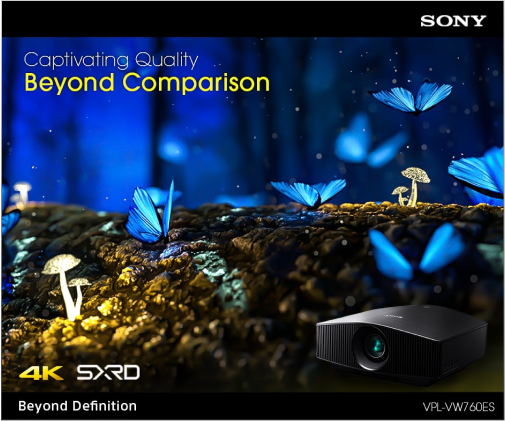 SONY
Captivating Quality
Beyond Comparison
4K SXRD
Beyond Definition
VPL-VW760ES